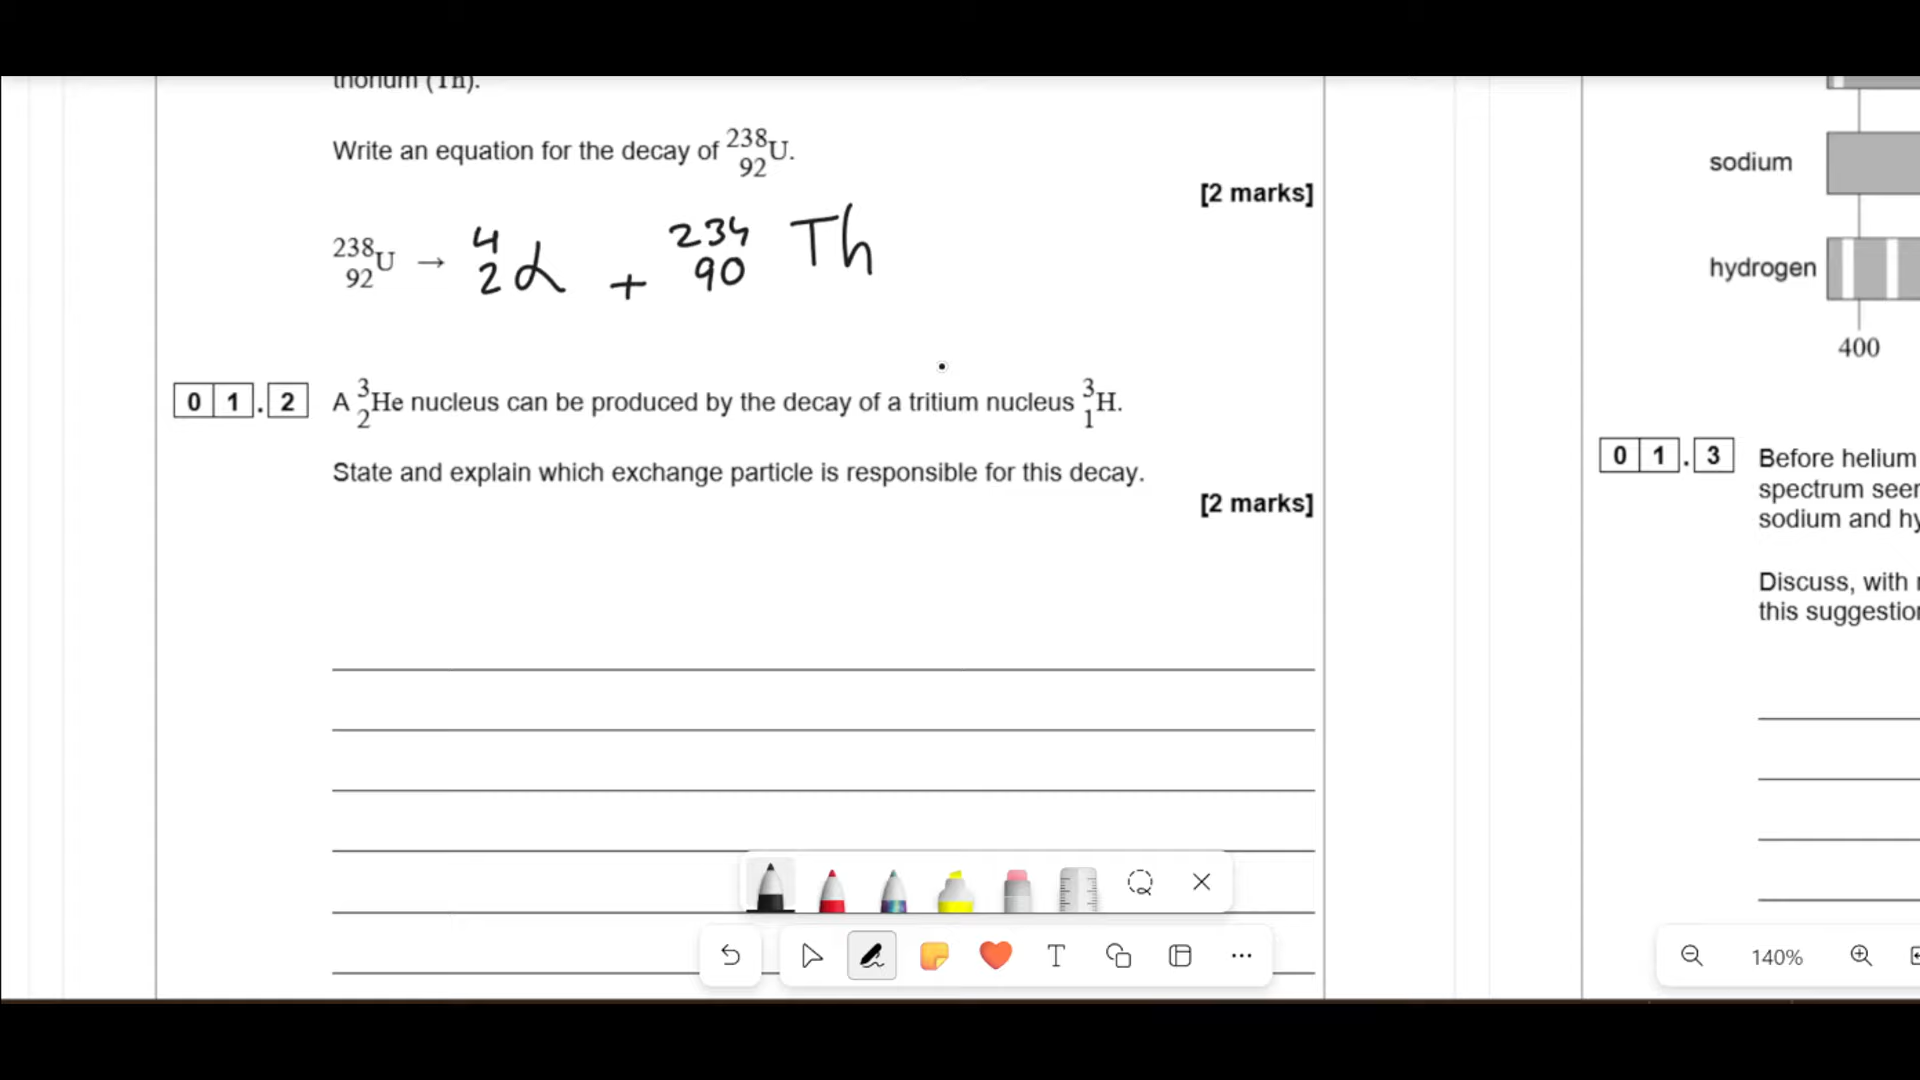 thorium (Th).
Write an equation for the decay of ²³⁸₉₂U.
[2 marks]
²³⁸₉₂U → ⁴₂α + ²³⁴₉₀ Th
0 1 . 2 A ³₂He nucleus can be produced by the decay of a tritium nucleus ³₁H.
State and explain which exchange particle is responsible for this decay.
[2 marks]
sodium
hydrogen
400
0 1 . 3 Before helium
spectrum seen
sodium and hy
Discuss, with r
this suggestion
T
140%